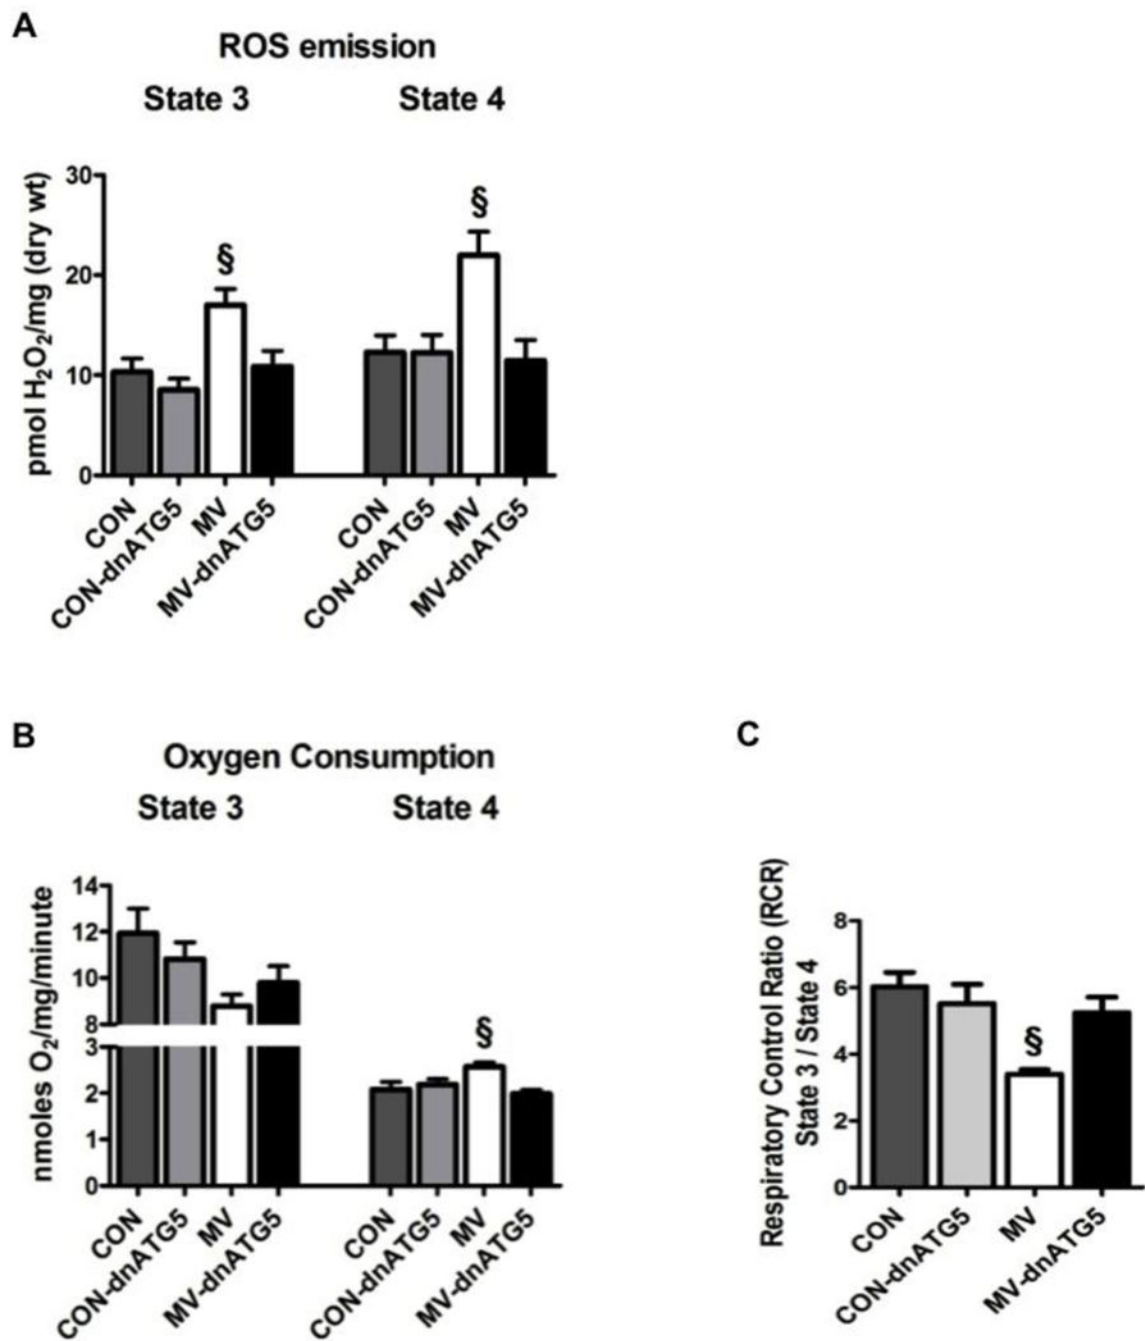 A
ROS emission
State 3 State 4
pmol H₂O₂/mg (dry wt)
30
20
10
0
§
§
CON
CON-dnATG5
MV
MV-dnATG5
CON
CON-dnATG5
MV
MV-dnATG5
B
Oxygen Consumption
State 3 State 4
nmoles O₂/mg/minute
14
12
10
8
3
2
1
0
§
CON
CON-dnATG5
MV
MV-dnATG5
CON
CON-dnATG5
MV
MV-dnATG5
C
Respiratory Control Ratio (RCR)
State 3 / State 4
8
6
4
2
0
§
CON
CON-dnATG5
MV
MV-dnATG5